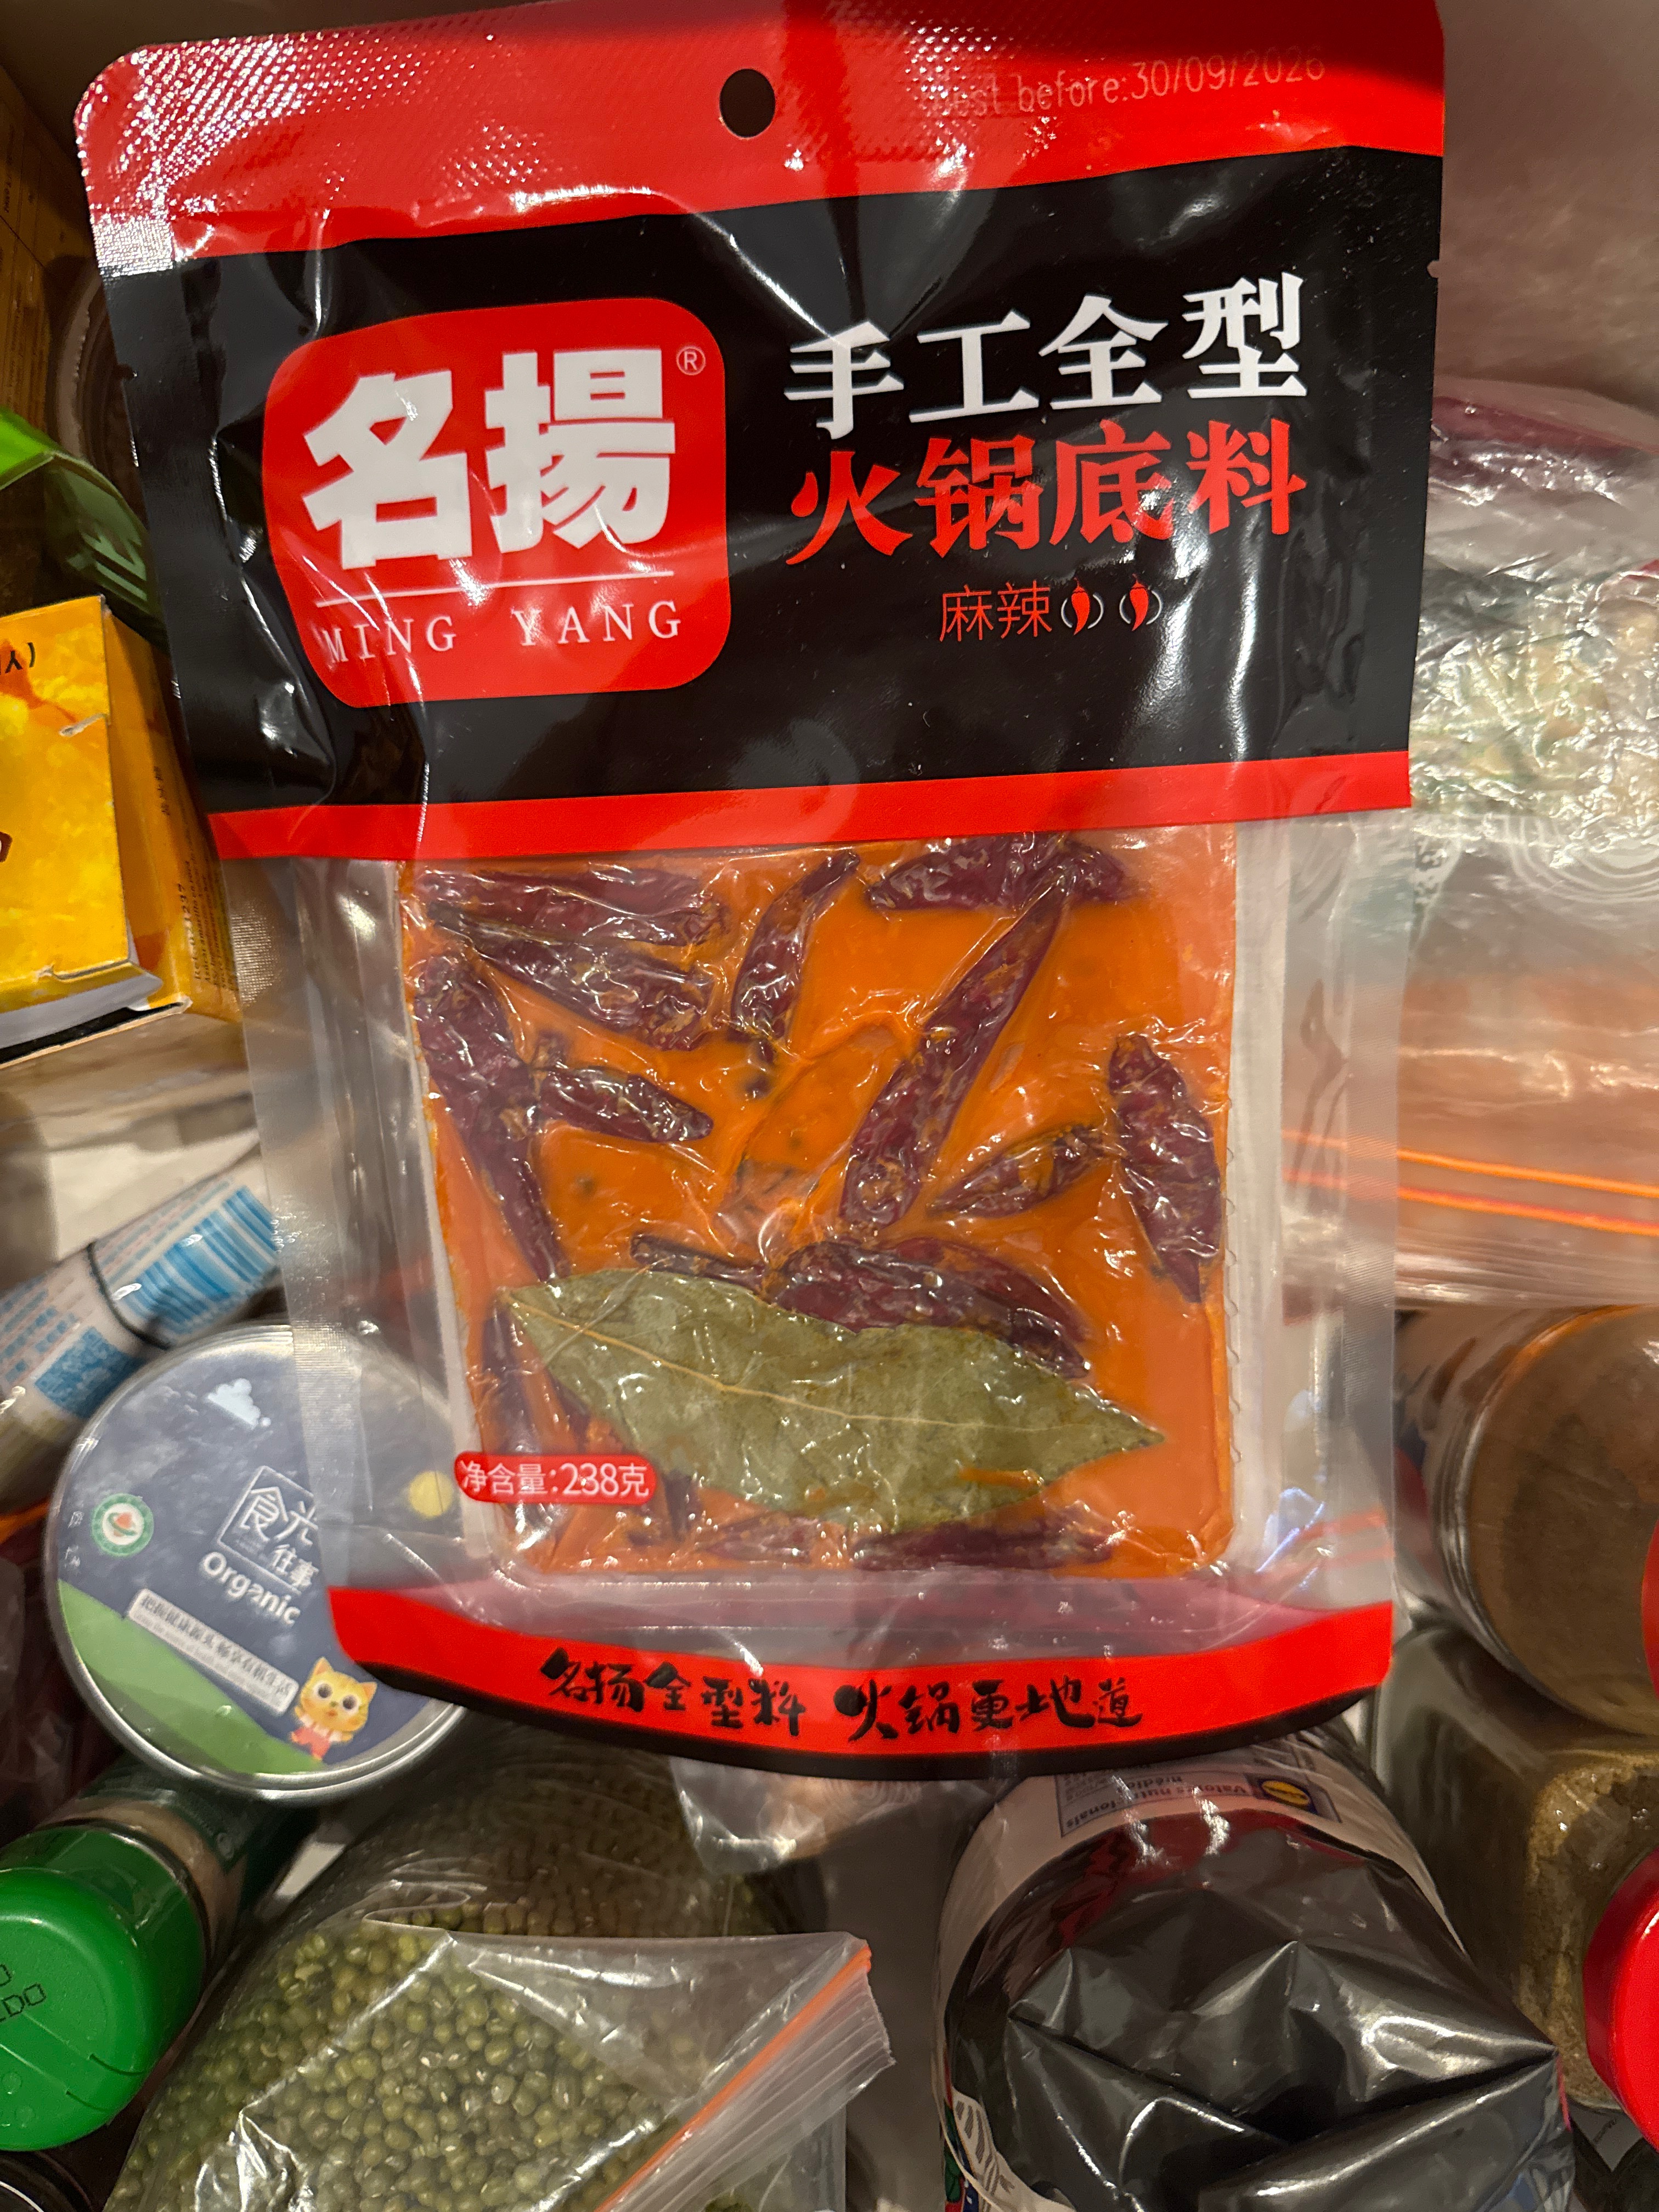 Best before:30/09/2026
名揚®
MING YANG
手工全型
火锅底料
麻辣
净含量:238克
名扬全型料 火锅更地道
食光
往事
Organic
Valores nutricionais